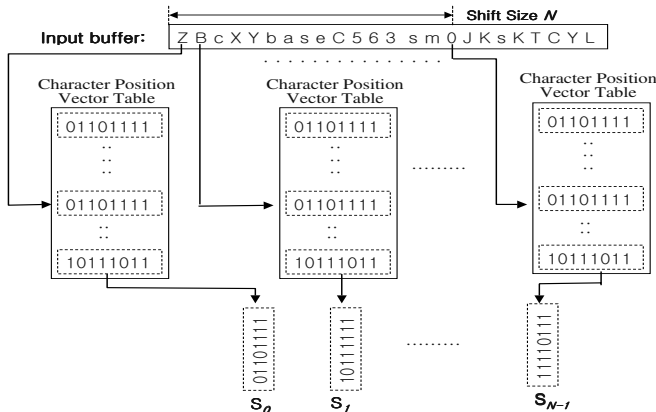 Shift Size N
Input buffer: Z B c X Y b a s e C 5 6 3 s m 0 J K s K T C Y L
. . . . . . . . . . . . . . .
Character Position
Vector Table
01101111
01101111
10111011
Character Position
Vector Table
01101111
01101111
10111011
.........
Character Position
Vector Table
01101111
01101111
10111011
01101111
10111111
.........
S0
S1
SN-1